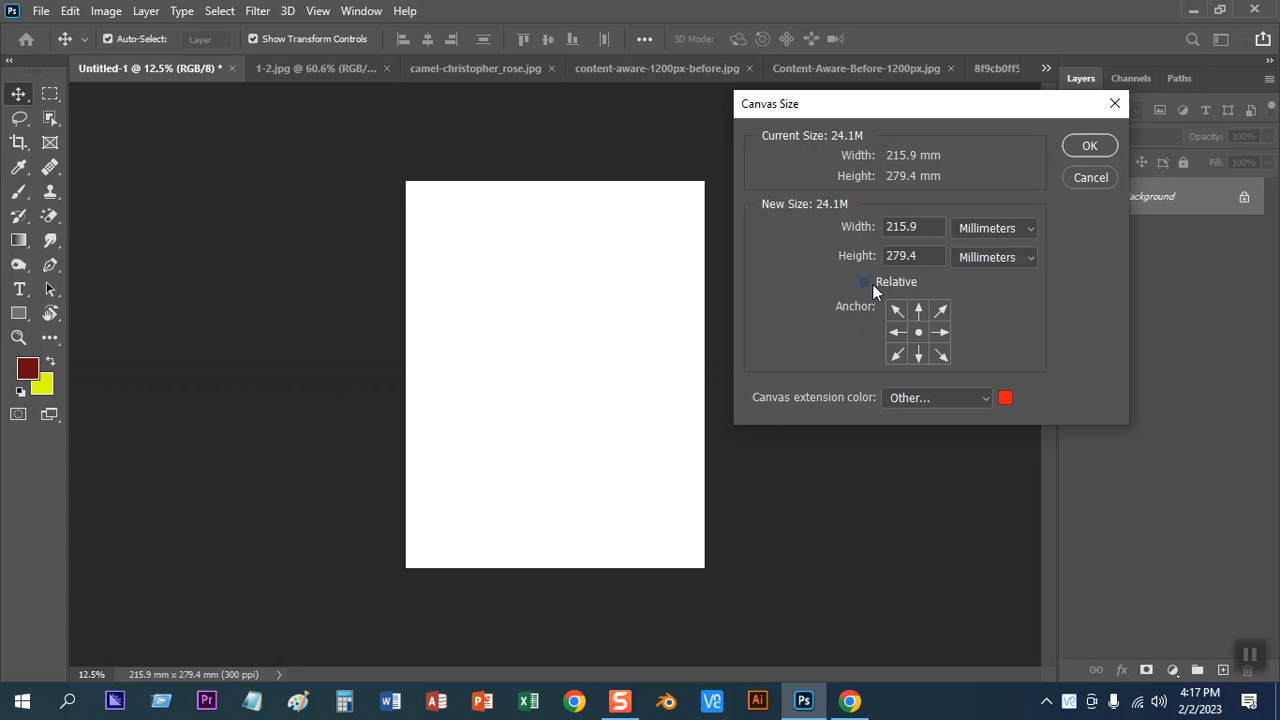 Ps File Edit Image Layer Type Select Filter 3D View Window Help
Auto-Select: Layer Show Transform Controls 3D Mode:
Untitled-1 @ 12.5% (RGB/8) * 1-2.jpg @ 60.6% (RGB/... camel-christopher_rose.jpg content-aware-1200px-before.jpg Content-Aware-Before-1200px.jpg 8f9cb0ff5
Layers Channels Paths
Canvas Size
Current Size: 24.1M
Width: 215.9 mm
Height: 279.4 mm
OK
Cancel
New Size: 24.1M
Width: 215.9 Millimeters
Height: 279.4 Millimeters
Relative
Anchor:
Canvas extension color: Other...
Opacity: 100%
Fill: 100%
ackground
12.5% 215.9 mm x 279.4 mm (300 ppi)
4:17 PM
2/2/2023